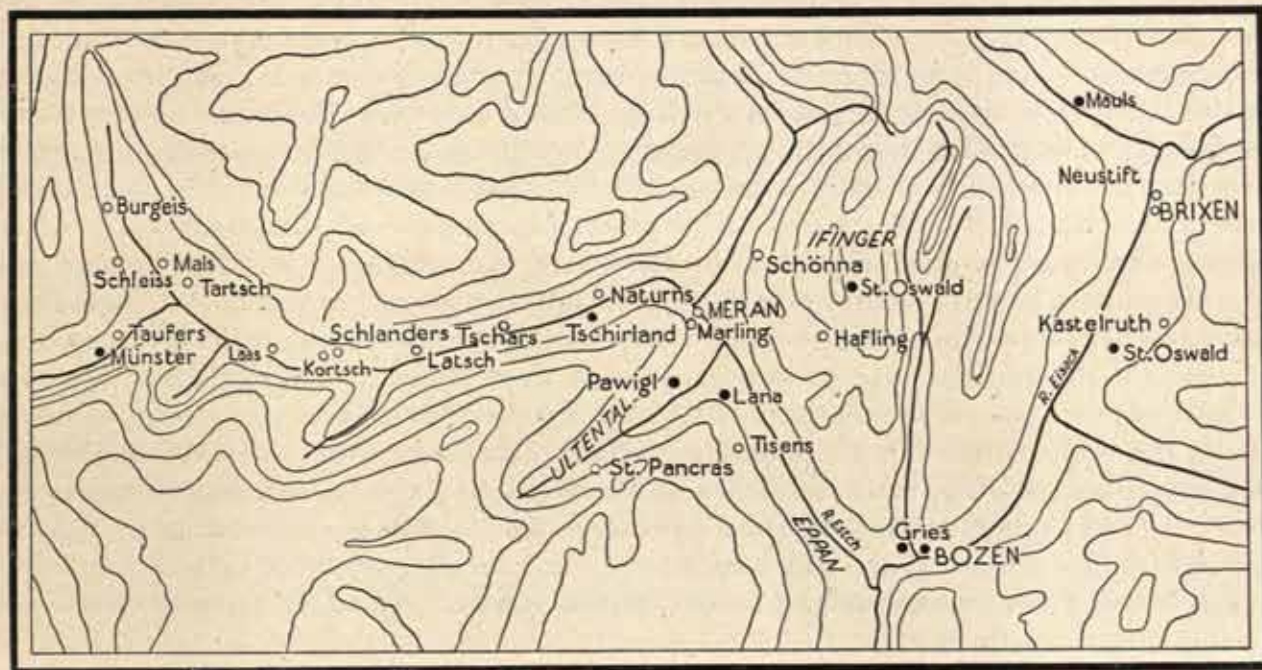 Mauls
Neustift
BRIXEN
Burgeis
IFINGER
Schönna
Schleiss
Mals
Tartsch
St. Oswald
Naturns
MERAN
Taufers
Schlanders
Tschars
Tschirland
Marling
Hafling
Kastelruth
Münster
Laas
Kortsch
Latsch
St. Oswald
R. Eisack
Pawigl
Lana
ULTENTAL
Tisens
St. Pancras
R. Etsch
EPPAN
Gries
BOZEN